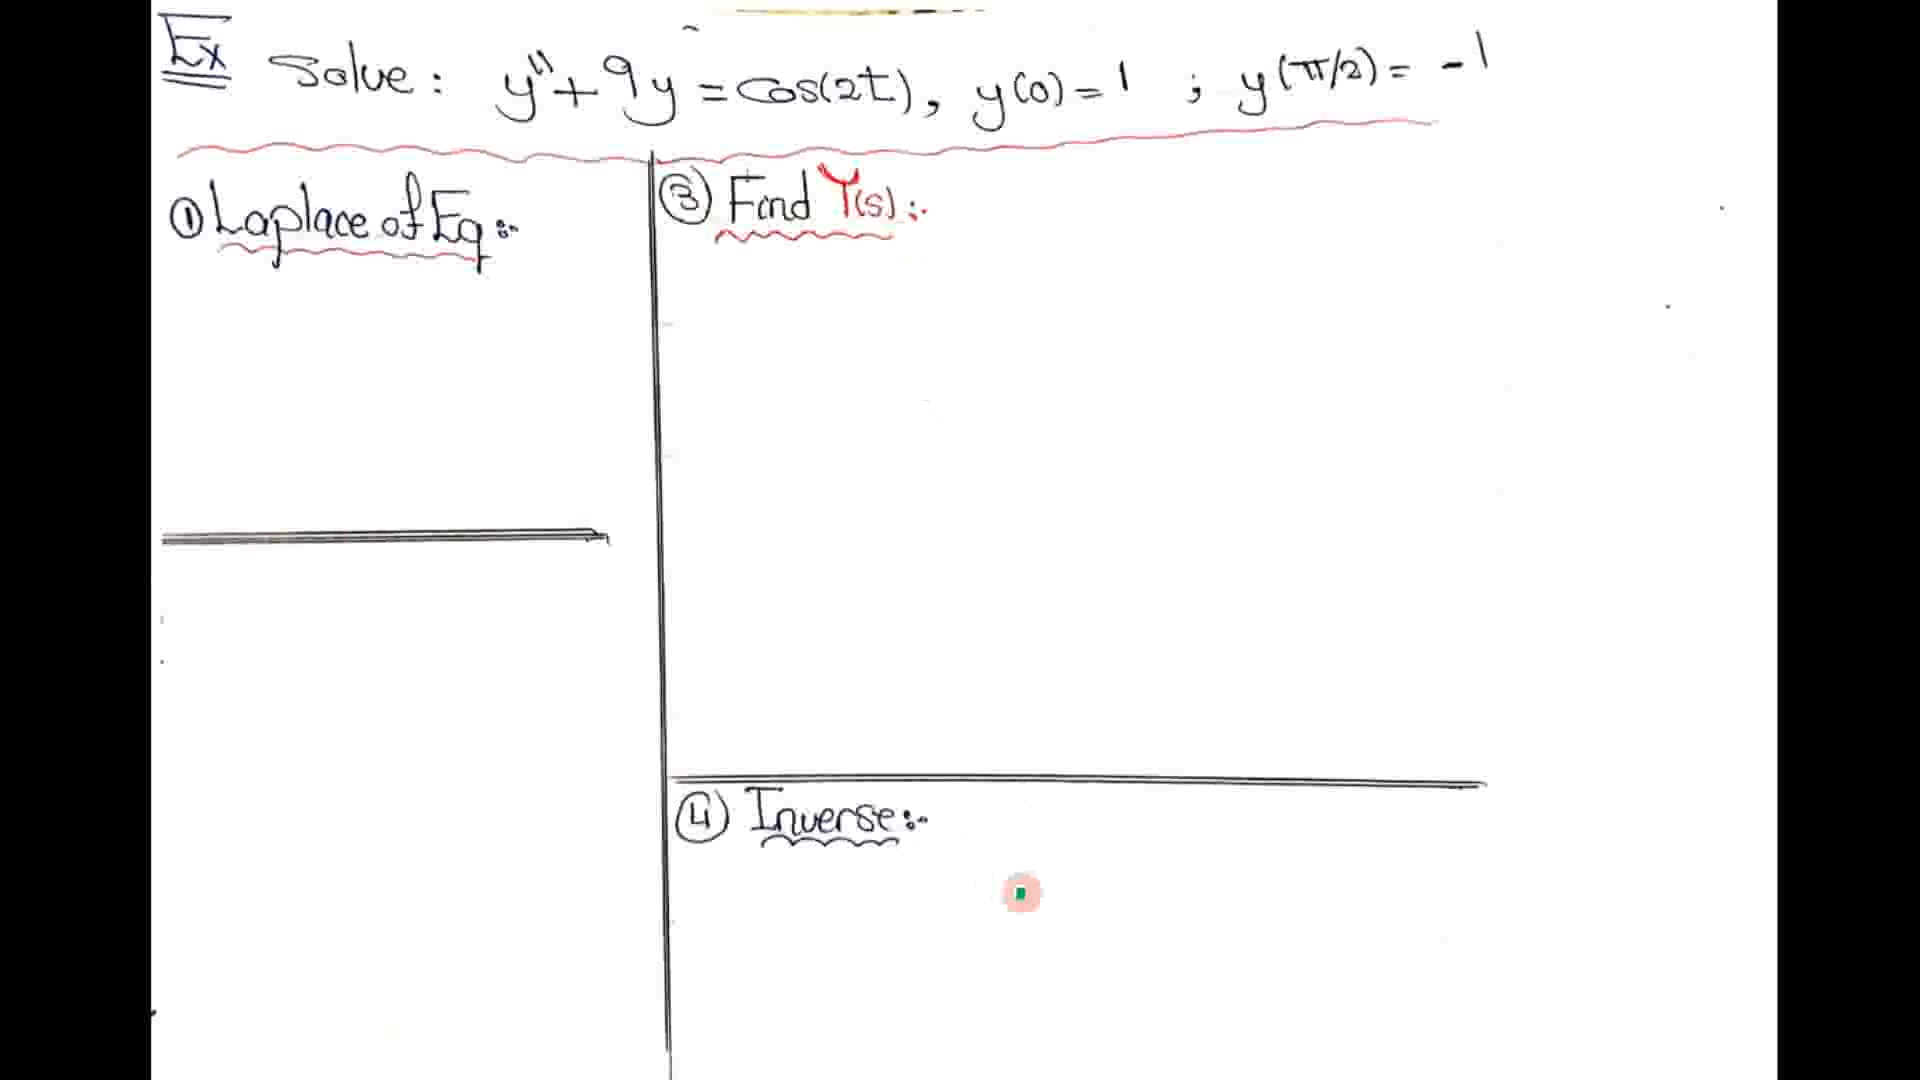 Ex Solve: y"+9y=Cos(2t), y(0)=1 ; y(π/2)= -1
① Laplace of Eq:-
③ Find Y(s):-
④ Inverse:-